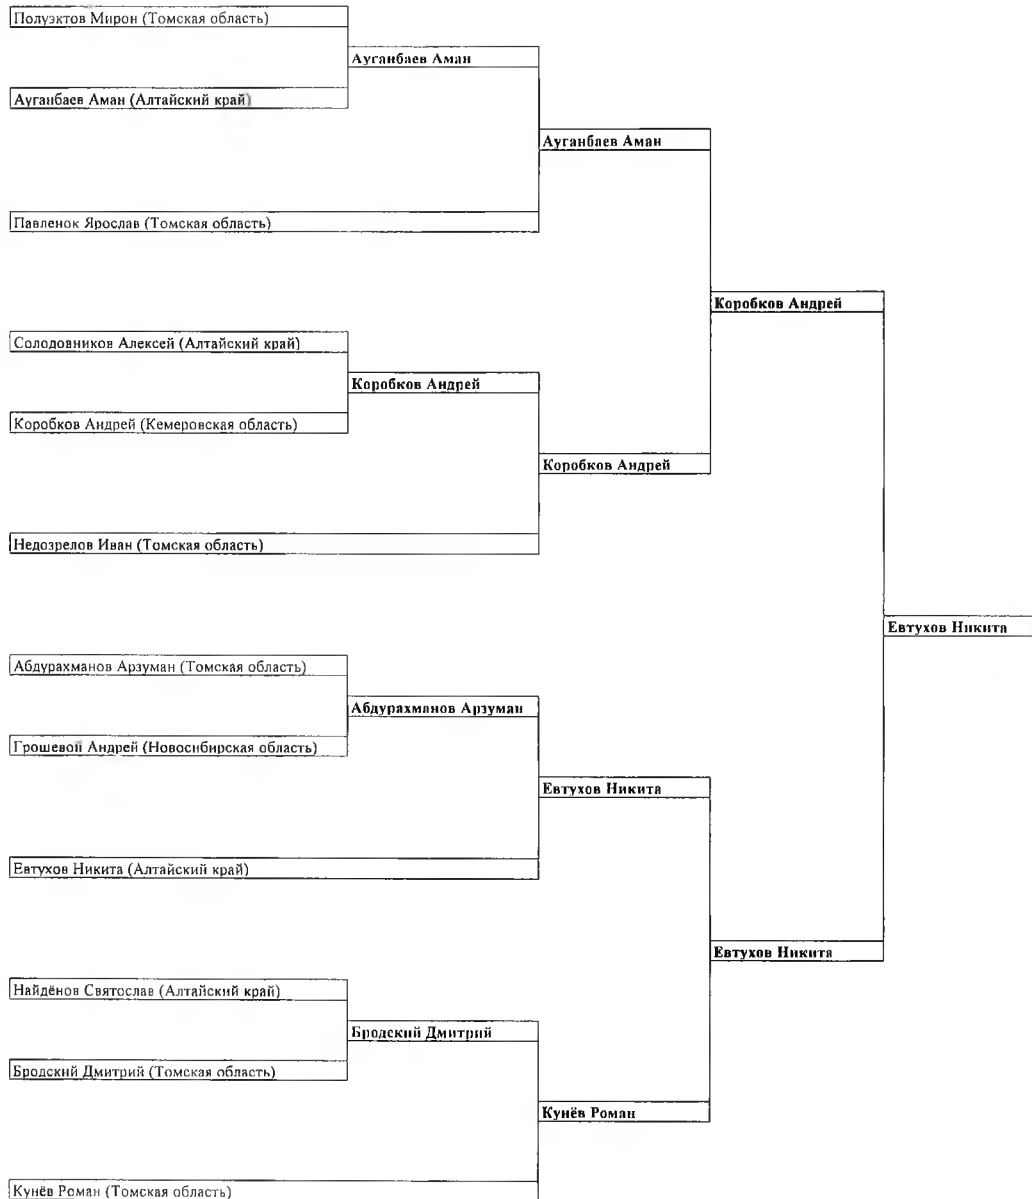 Полуэктов Мирон (Томская область)
Ауганбаев Аман
Ауганбаев Аман (Алтайский край)
Ауганбаев Аман
Павленок Ярослав (Томская область)
Коробков Андрей
Солодовников Алексей (Алтайский край)
Коробков Андрей
Коробков Андрей (Кемеровская область)
Коробков Андрей
Недозрелов Иван (Томская область)
Евтухов Никита
Абдурахманов Арзуман (Томская область)
Абдурахманов Арзуман
Грошевой Андрей (Новосибирская область)
Евтухов Никита
Евтухов Никита (Алтайский край)
Евтухов Никита
Найдёнов Святослав (Алтайский край)
Бродский Дмитрий
Бродский Дмитрий (Томская область)
Кунёв Роман
Кунёв Роман (Томская область)